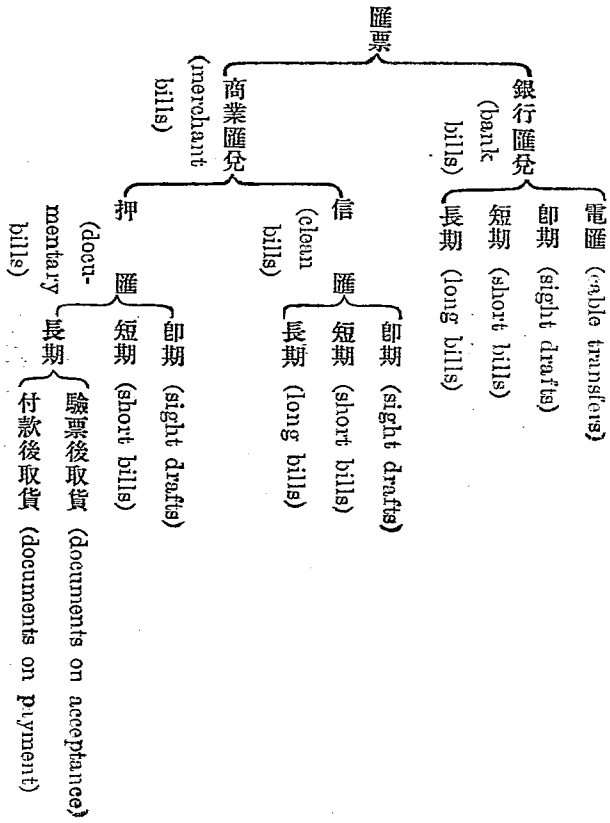 匯票
銀行匯兌 (bank bills)
電匯 (cable transfers)
卽期 (sight drafts)
短期 (short bills)
長期 (long bills)
商業匯兌 (merchant bills)
信匯 (clean bills)
卽期 (sight drafts)
短期 (short bills)
長期 (long bills)
押匯 (docu-mentary bills)
卽期 (sight drafts)
短期 (short bills)
長期
驗票後取貨 (documents on acceptance)
付款後取貨 (documents on payment)